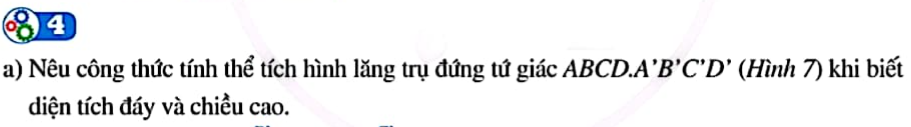 4
a) Nêu công thức tính thể tích hình lăng trụ đứng tứ giác ABCD.A’B’C’D’ (Hình 7) khi biết
diện tích đáy và chiều cao.